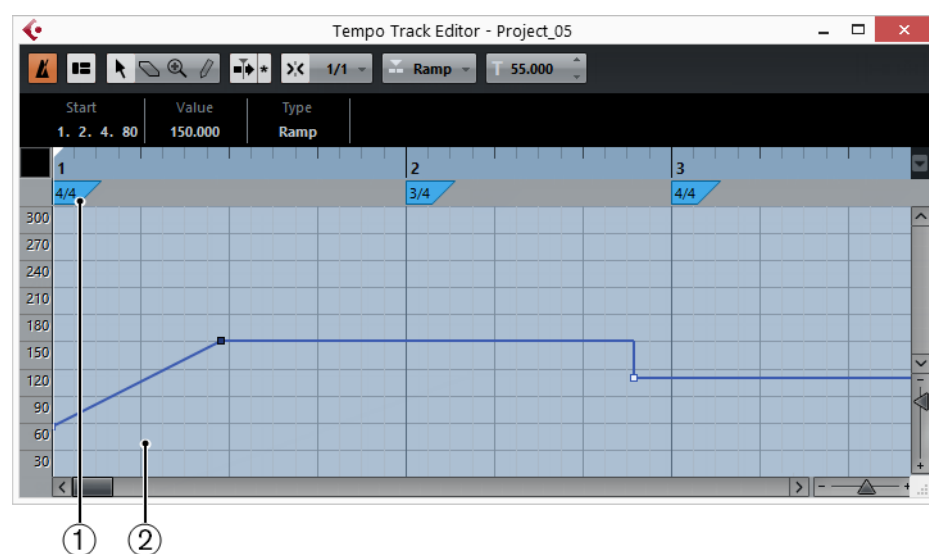 Tempo Track Editor - Project_05
1/1 Ramp T 55.000
Start Value Type
1. 2. 4. 80 150.000 Ramp
1 2 3
4/4 3/4 4/4
300
270
240
210
180
150
120
90
60
30
① ②